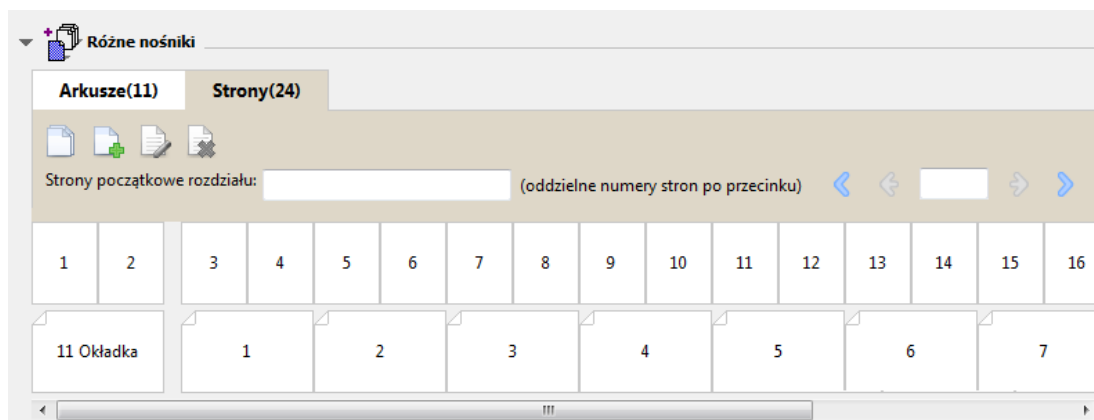 Różne nośniki
Arkusze(11) Strony(24)
Strony początkowe rozdziału: (oddzielne numery stron po przecinku)
1 2 3 4 5 6 7 8 9 10 11 12 13 14 15 16
11 Okładka 1 2 3 4 5 6 7